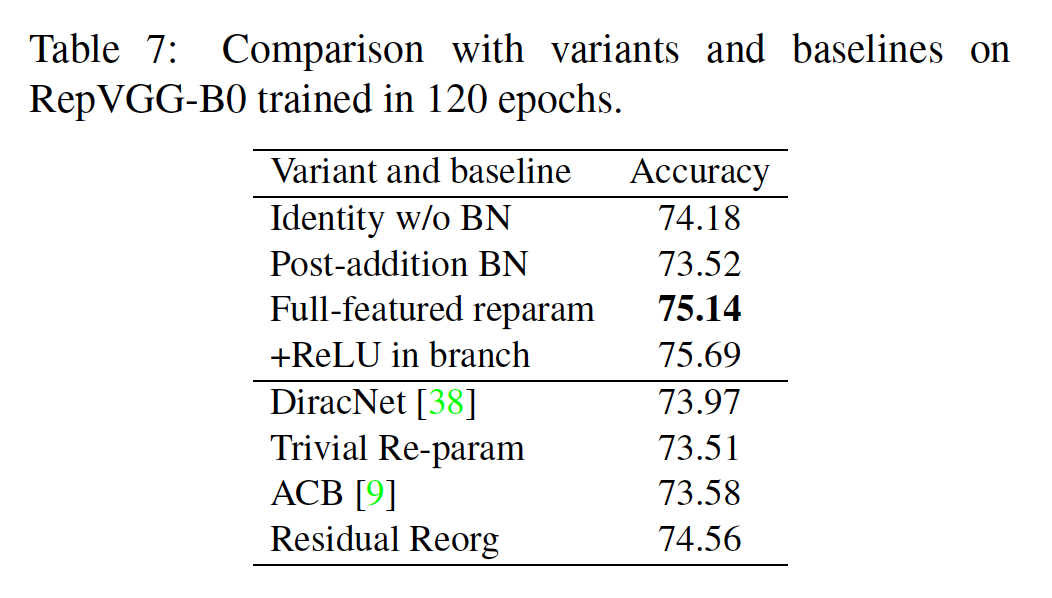 Table 7: Comparison with variants and baselines on
RepVGG-B0 trained in 120 epochs.
Variant and baseline Accuracy
Identity w/o BN 74.18
Post-addition BN 73.52
Full-featured reparam 75.14
+ReLU in branch 75.69
DiracNet [38] 73.97
Trivial Re-param 73.51
ACB [9] 73.58
Residual Reorg 74.56